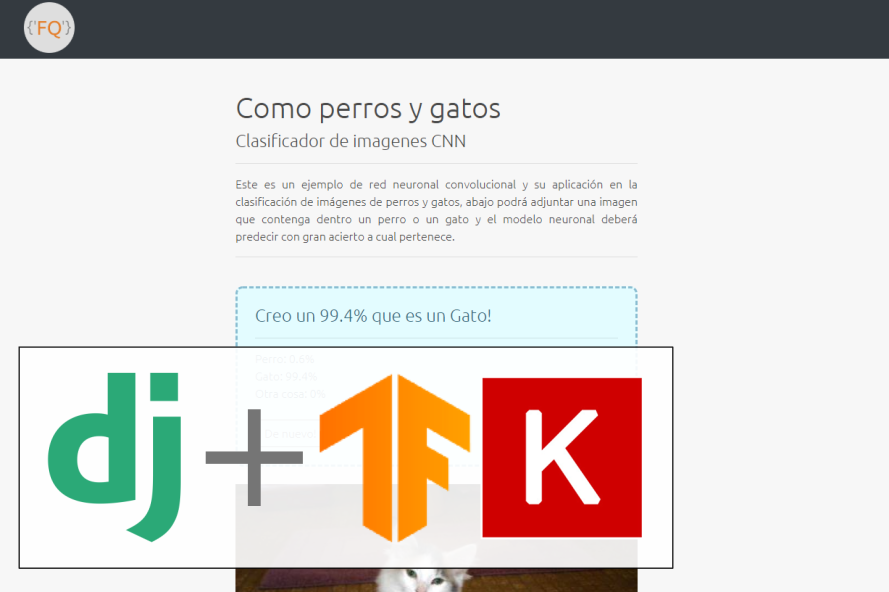 {'FQ'}
Como perros y gatos
Clasificador de imagenes CNN
Este es un ejemplo de red neuronal convolucional y su aplicación en la
clasificación de imágenes de perros y gatos, abajo podrá adjuntar una imagen
que contenga dentro un perro o un gato y el modelo neuronal deberá
predecir con gran acierto a cual pertenece.
Creo un 99.4% que es un Gato!
Perro: 0.6%
Gato: 99.4%
Otra cosa: 0%
De nuevo
dj+TF K